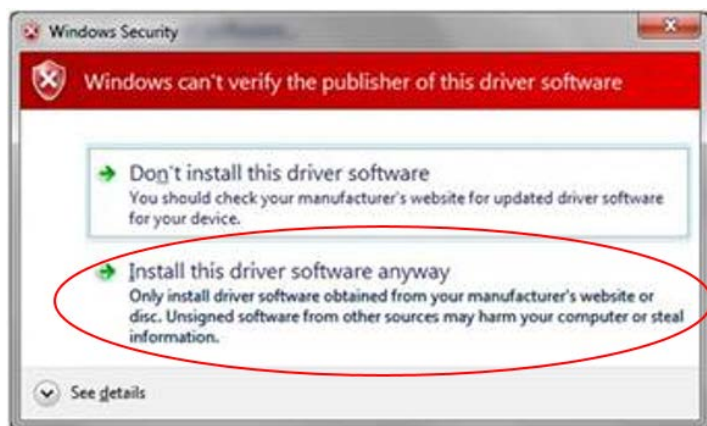 Windows Security
Windows can't verify the publisher of this driver software
Don't install this driver software
You should check your manufacturer's website for updated driver software
for your device.
Install this driver software anyway
Only install driver software obtained from your manufacturer's website or
disc. Unsigned software from other sources may harm your computer or steal
information.
See details